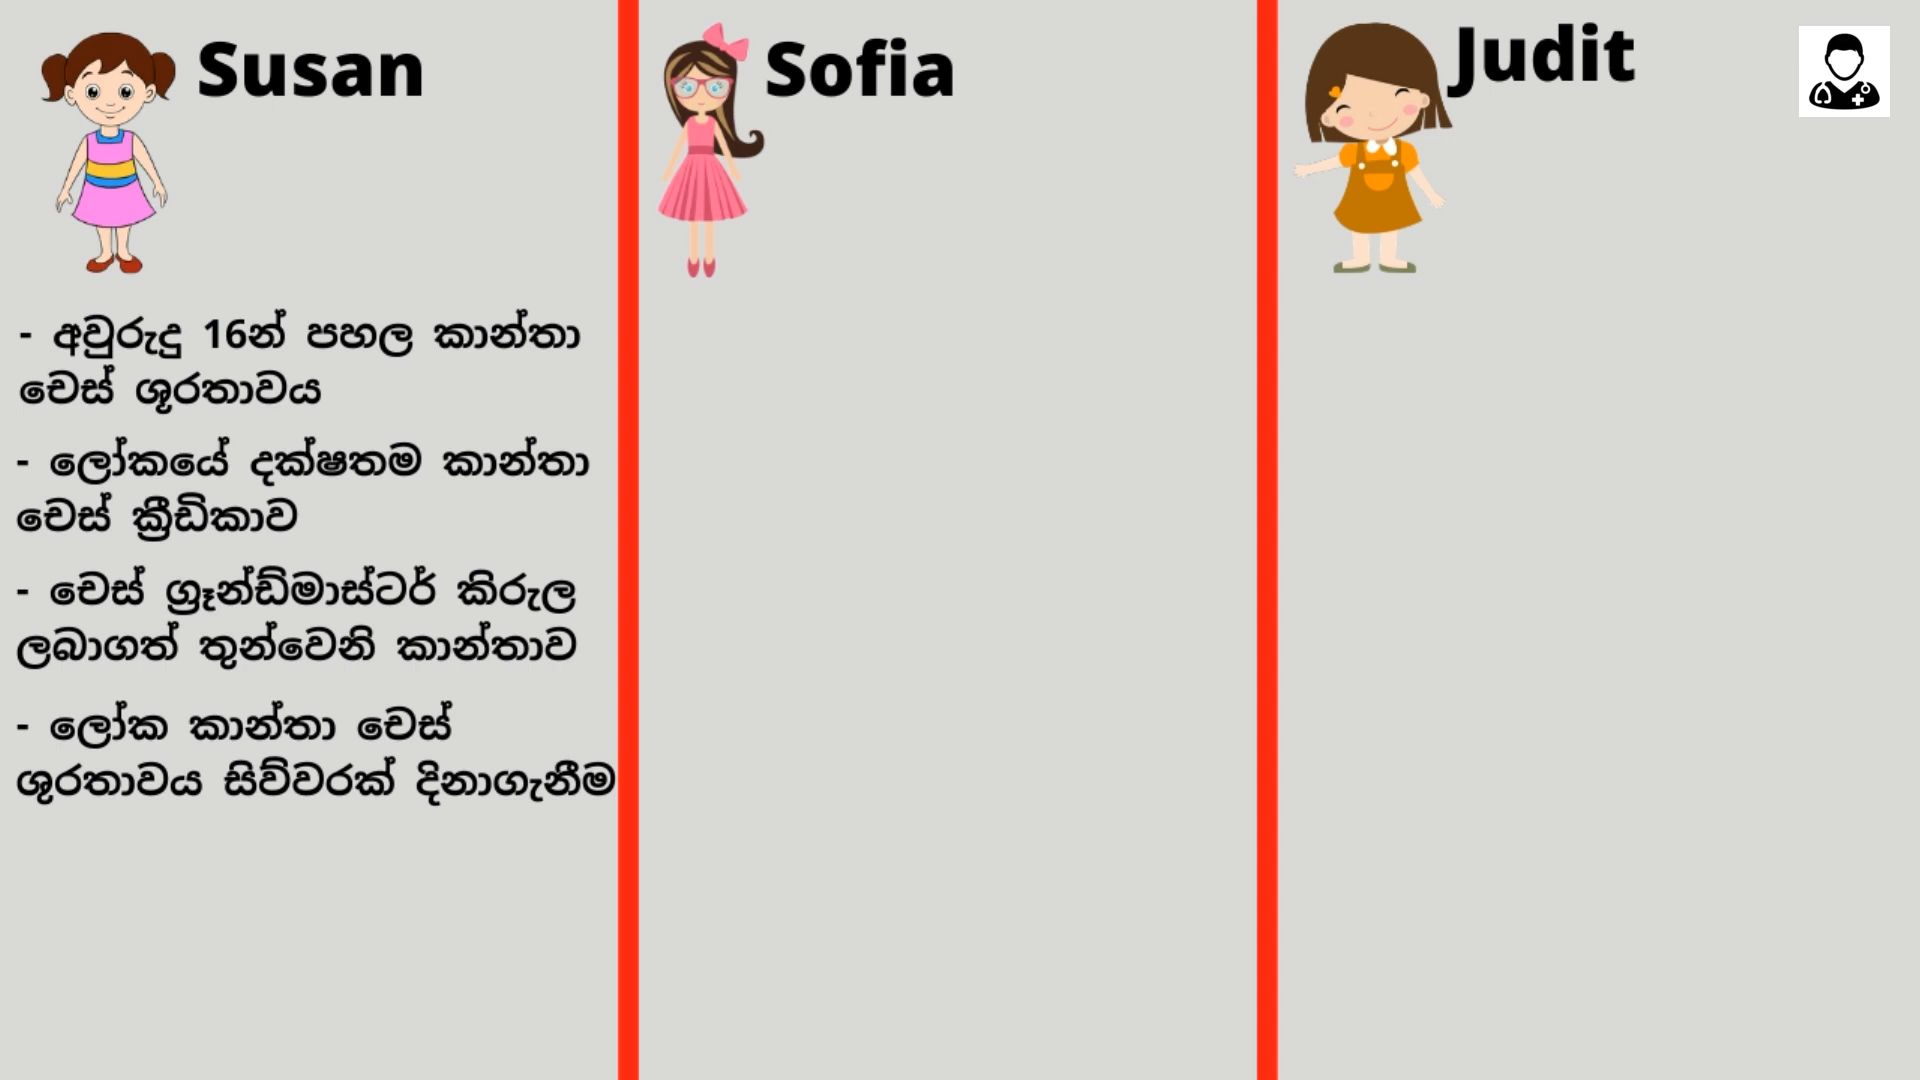 Susan
- අවුරුදු 16න් පහල කාන්තා
චෙස් ශූරතාවය
- ලෝකයේ දක්ෂතම කාන්තා
චෙස් ක්‍රීඩිකාව
- චෙස් ග්‍රෑන්ඩ්මාස්ටර් කිරුල
ලබාගත් තුන්වෙනි කාන්තාව
- ලෝක කාන්තා චෙස්
ශුරතාවය සිව්වරක් දිනාගැනීම
Sofia
Judit